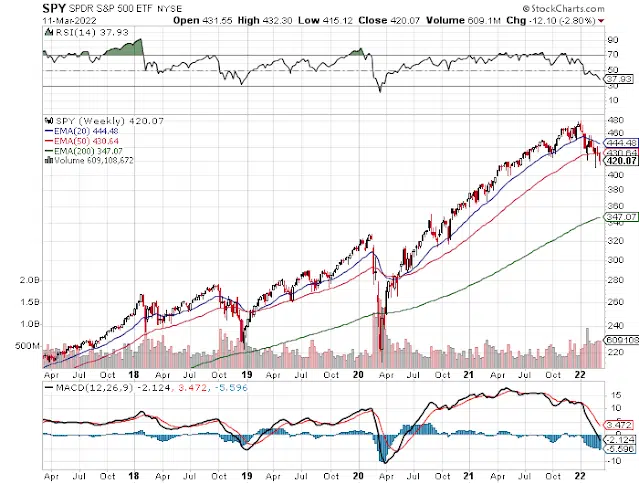 SPY SPDR S&P 500 ETF NYSE © StockCharts.com
11-Mar-2022 Open 431.55 High 432.30 Low 415.12 Close 420.07 Volume 609.1M Chg -12.10 (-2.80%)
RSI(14) 37.93
90
70
50
37.93
30
10
SPY (Weekly) 420.07
EMA(20) 444.48
EMA(50) 430.64
EMA(200) 347.07
Volume 609,108,672
480
460
444.48
430.64
420.07
400
380
360
347.07
340
320
300
280
260
240
220
2.0B
1.5B
1.0B
500M
609108
Apr Jul Oct 18 Apr Jul Oct 19 Apr Jul Oct 20 Apr Jul Oct 21 Apr Jul Oct 22
MACD(12,26,9) -2.124, 3.472, -5.596
15
10
3.472
-2.124
-5.596
-10
Apr Jul Oct 18 Apr Jul Oct 19 Apr Jul Oct 20 Apr Jul Oct 21 Apr Jul Oct 22